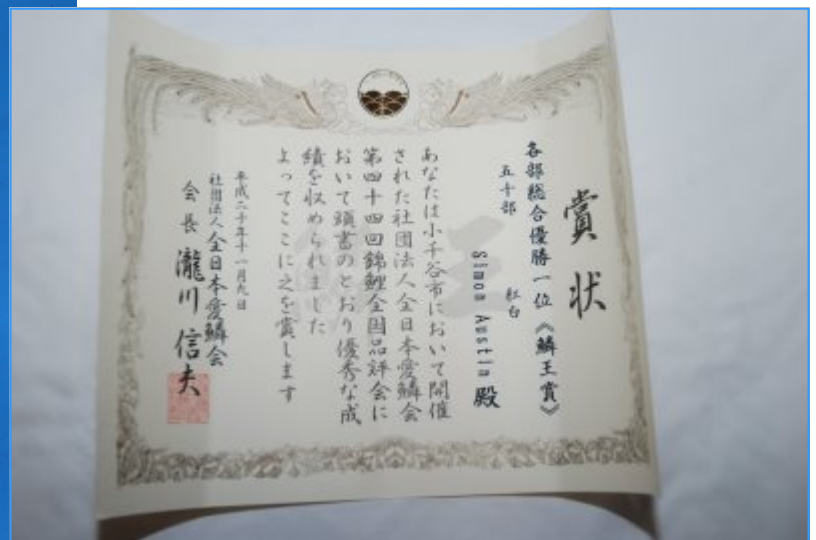 賞状
各部総合優勝一位《鱗王賞》
五十部
紅白
Simon Austin 殿
あなたは小千谷市において開催
された社団法人全日本愛鱗会
第四十四回錦鯉全国品評会に
おいて頭書のとおり優秀な成
績を収められました
よってここに之を賞します
平成二十年十一月九日
社団法人全日本愛鱗会
会長 瀧川信夫